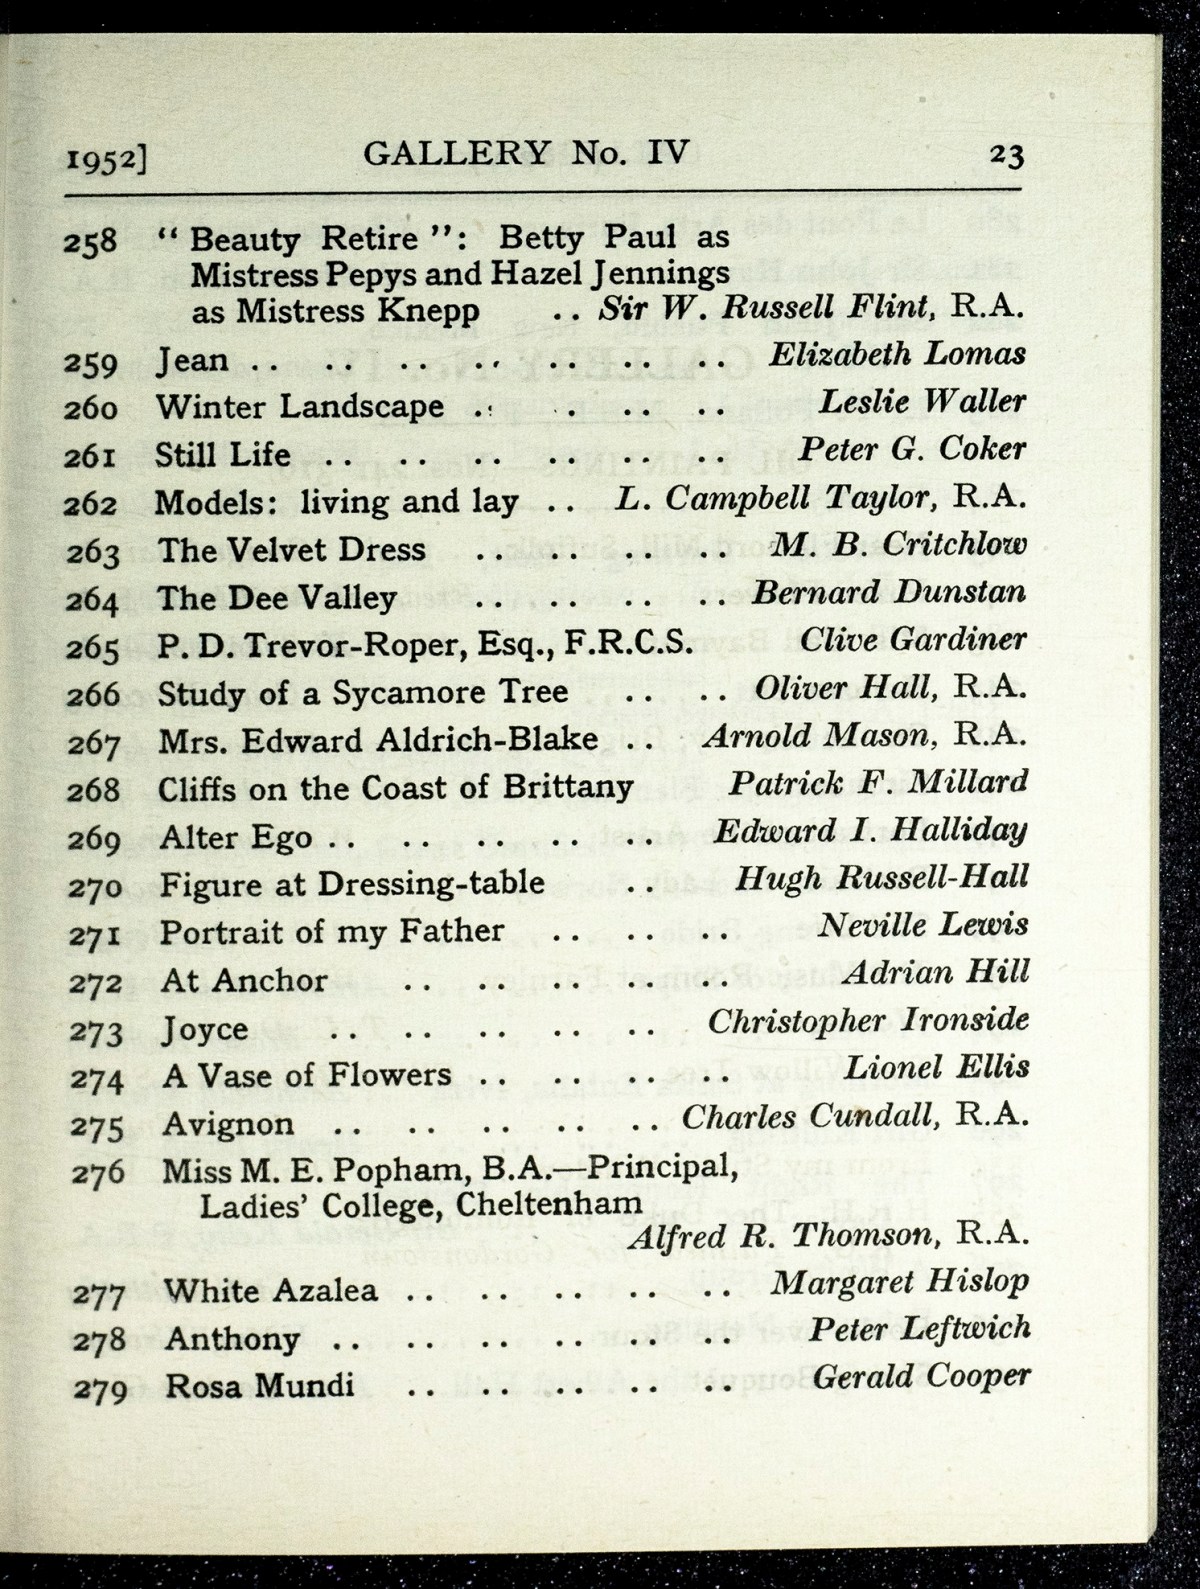 1952] GALLERY No. IV 23
258 “ Beauty Retire ”: Betty Paul as
Mistress Pepys and Hazel Jennings
as Mistress Knepp .. Sir W. Russell Flint, R.A.
259 Jean .. .. .. .. .. .. .. Elizabeth Lomas
260 Winter Landscape .. .. .. .. Leslie Waller
261 Still Life .. .. .. .. .. .. Peter G. Coker
262 Models: living and lay .. L. Campbell Taylor, R.A.
263 The Velvet Dress .. .. .. .. M. B. Critchlow
264 The Dee Valley .. .. .. .. Bernard Dunstan
265 P. D. Trevor-Roper, Esq., F.R.C.S. Clive Gardiner
266 Study of a Sycamore Tree .. .. Oliver Hall, R.A.
267 Mrs. Edward Aldrich-Blake .. Arnold Mason, R.A.
268 Cliffs on the Coast of Brittany Patrick F. Millard
269 Alter Ego .. .. .. .. .. Edward I. Halliday
270 Figure at Dressing-table .. Hugh Russell-Hall
271 Portrait of my Father .. .. .. Neville Lewis
272 At Anchor .. .. .. .. .. Adrian Hill
273 Joyce .. .. .. .. .. Christopher Ironside
274 A Vase of Flowers .. .. .. .. Lionel Ellis
275 Avignon .. .. .. .. .. Charles Cundall, R.A.
276 Miss M. E. Popham, B.A.—Principal,
Ladies’ College, Cheltenham
Alfred R. Thomson, R.A.
277 White Azalea .. .. .. .. .. Margaret Hislop
278 Anthony .. .. .. .. .. .. Peter Leftwich
279 Rosa Mundi .. .. .. .. .. Gerald Cooper